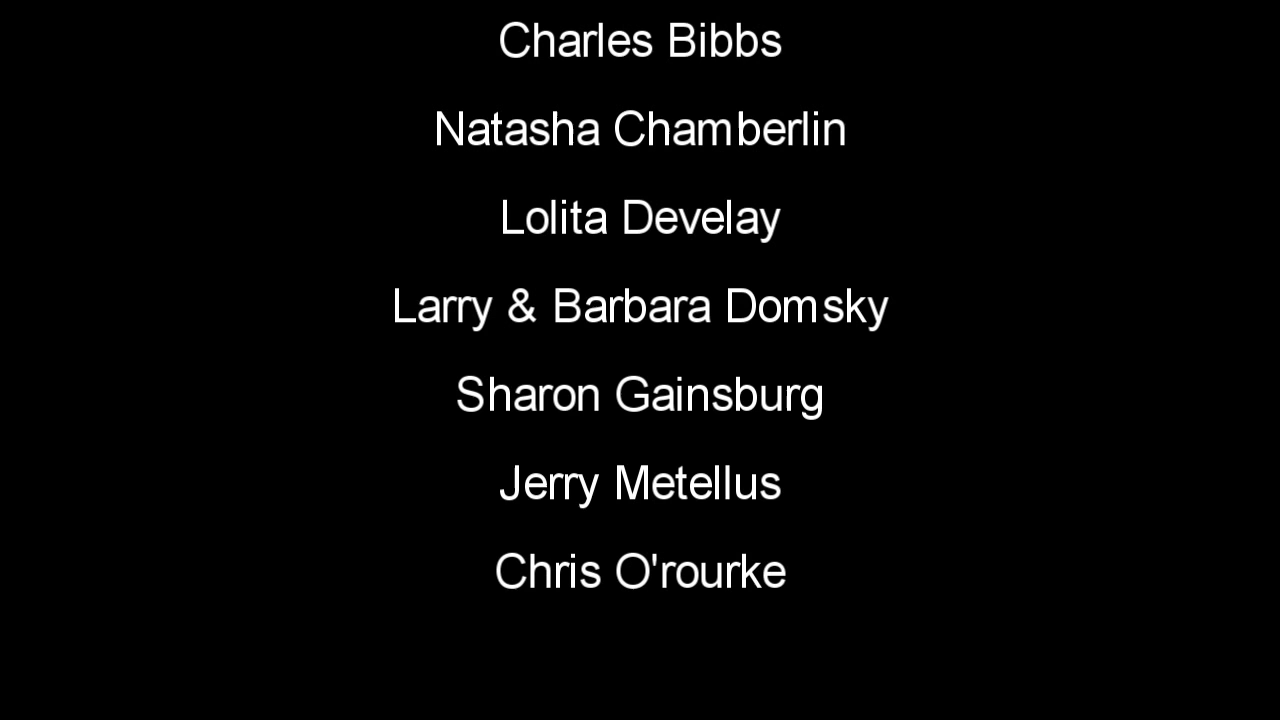 Charles Bibbs
Natasha Chamberlin
Lolita Develay
Larry & Barbara Domsky
Sharon Gainsburg
Jerry Metellus
Chris O'rourke